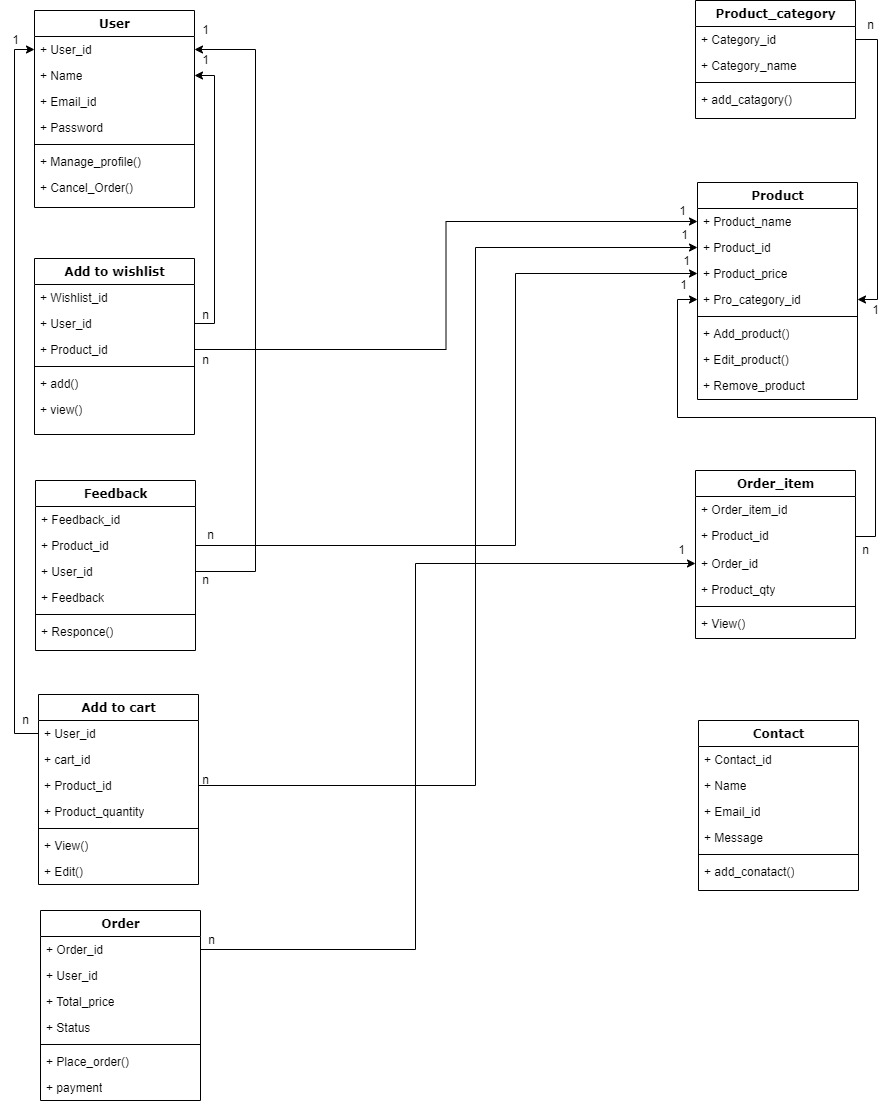 User
+ User_id
+ Name
+ Email_id
+ Password
+ Manage_profile()
+ Cancel_Order()
1
1
1
Add to wishlist
+ Wishlist_id
+ User_id
+ Product_id
+ add()
+ view()
n
n
Feedback
+ Feedback_id
+ Product_id
+ User_id
+ Feedback
+ Responce()
n
n
Add to cart
+ User_id
+ cart_id
+ Product_id
+ Product_quantity
+ View()
+ Edit()
n
n
Order
+ Order_id
+ User_id
+ Total_price
+ Status
+ Place_order()
+ payment
n
Product_category
+ Category_id
+ Category_name
+ add_catagory()
n
Product
+ Product_name
+ Product_id
+ Product_price
+ Pro_category_id
+ Add_product()
+ Edit_product()
+ Remove_product
1
1
1
1
1
Order_item
+ Order_item_id
+ Product_id
+ Order_id
+ Product_qty
+ View()
1
n
Contact
+ Contact_id
+ Name
+ Email_id
+ Message
+ add_conatact()